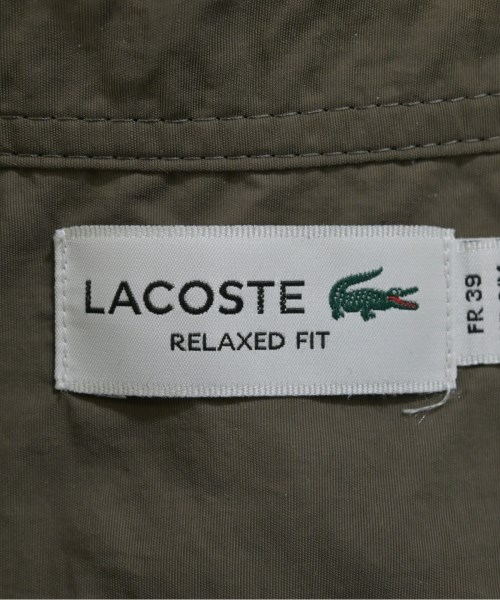 LACOSTE
RELAXED FIT
FR 39